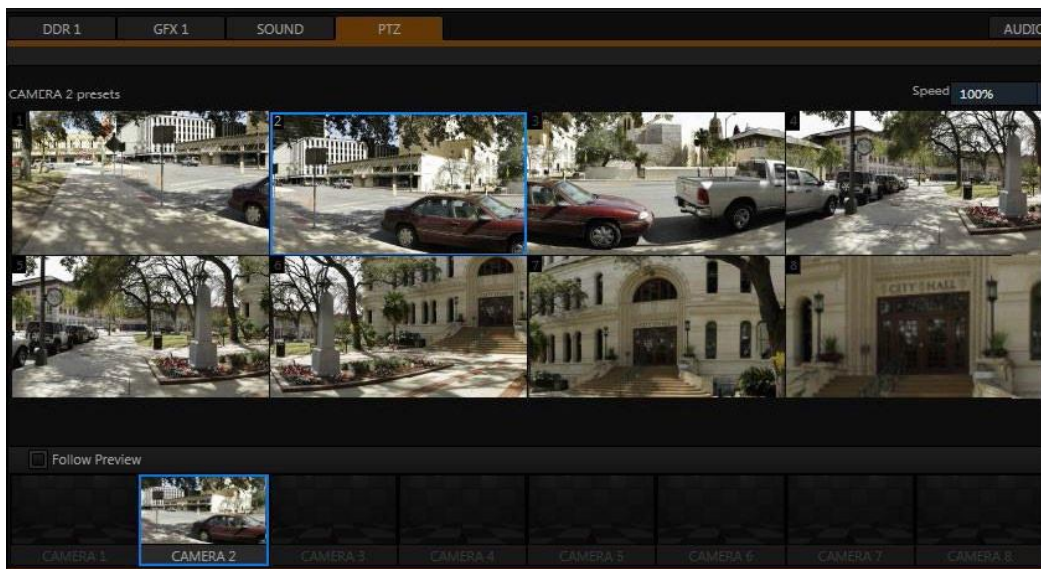 DDR 1 GFX 1 SOUND PTZ AUDIO
CAMERA 2 presets Speed 100%
1 2 3 4
5 6 7 8
CITY HALL
Follow Preview
CAMERA 1 CAMERA 2 CAMERA 3 CAMERA 4 CAMERA 5 CAMERA 6 CAMERA 7 CAMERA 8